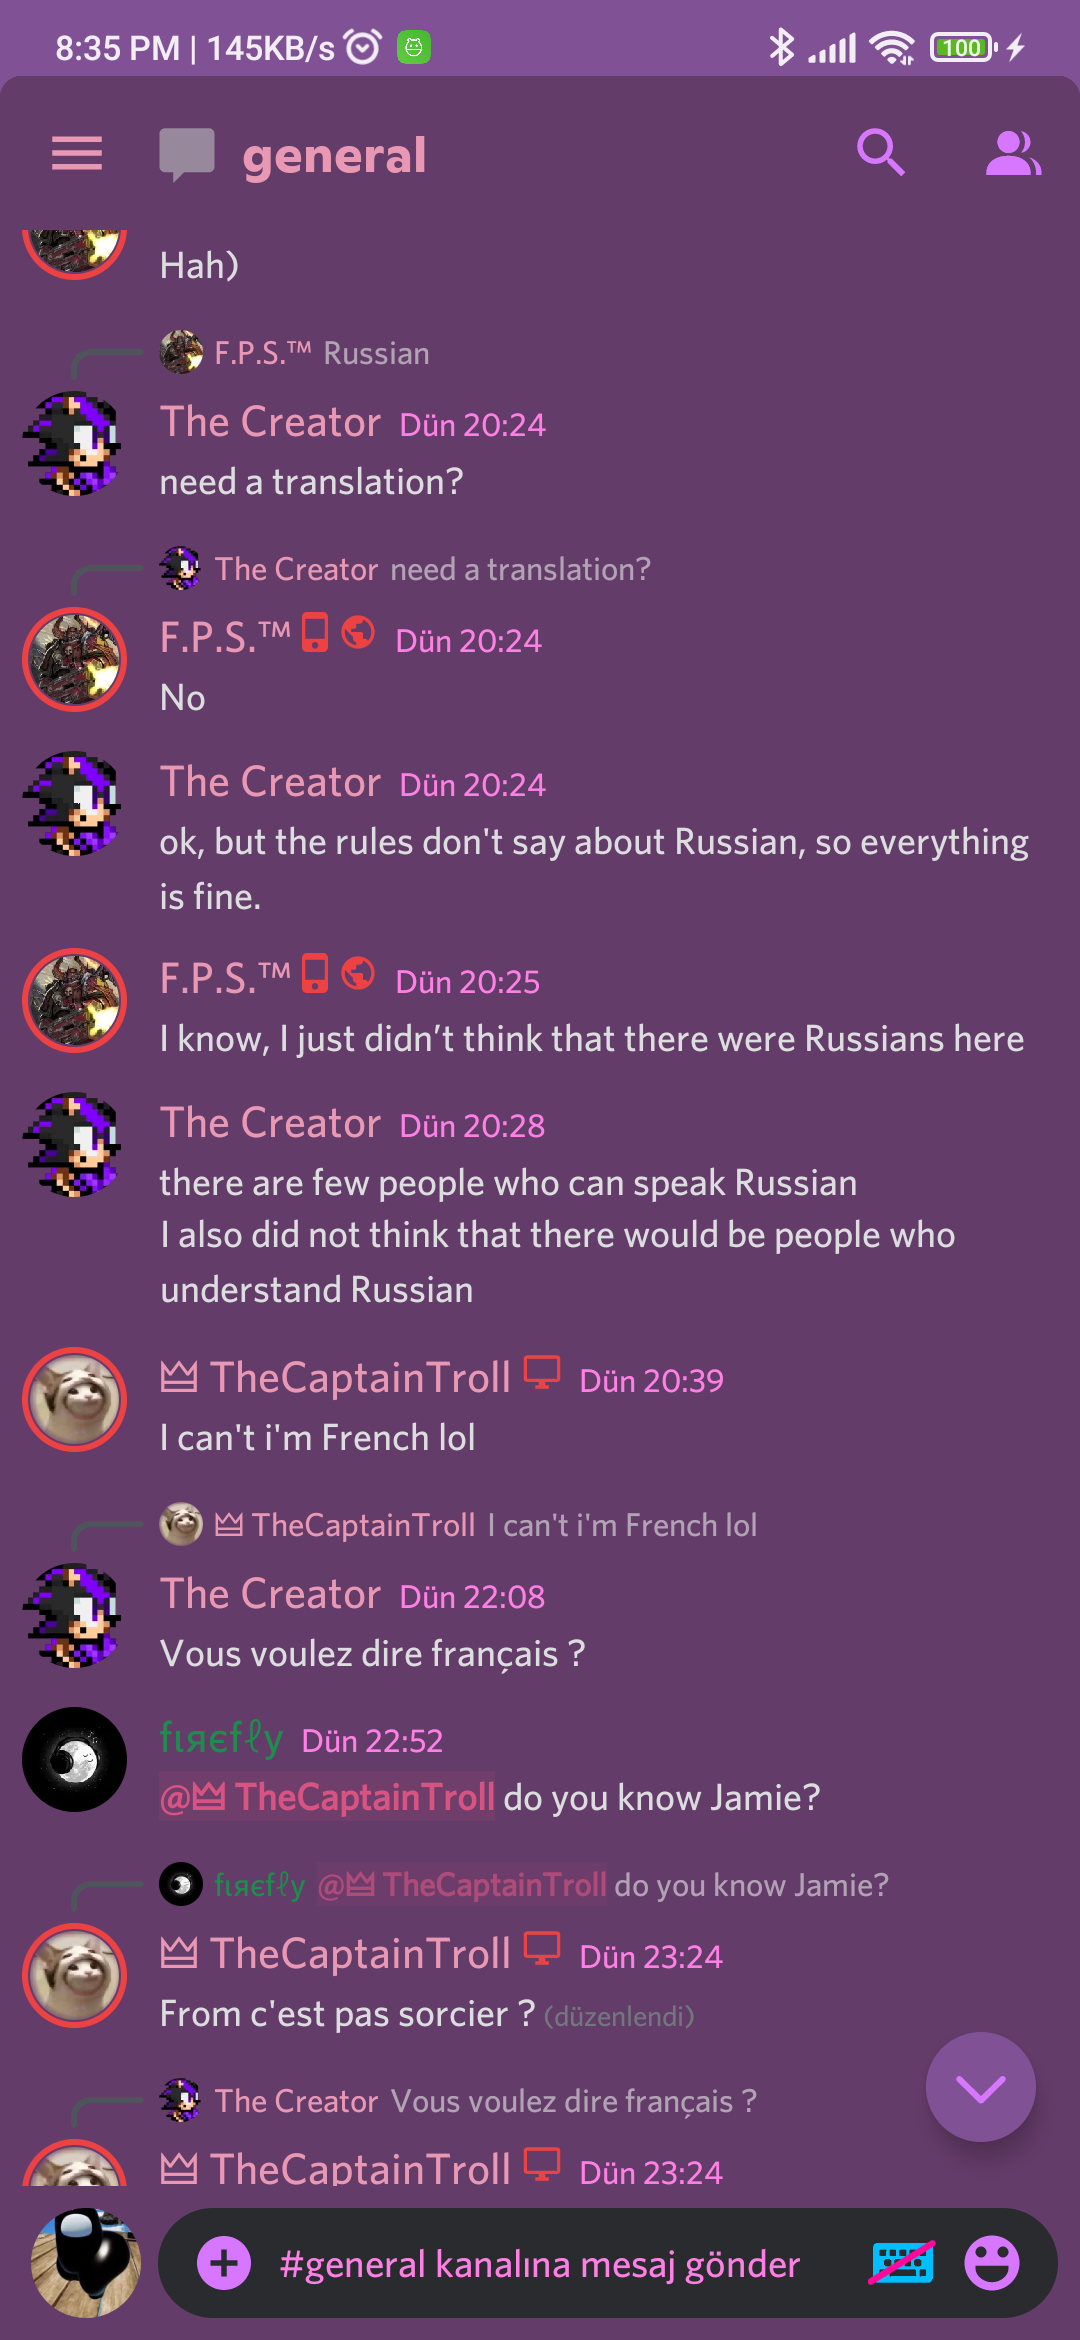 8:35 PM | 145KB/s 100
general
Hah)
F.P.S.™ Russian
The Creator Dün 20:24
need a translation?
The Creator need a translation?
F.P.S.™ Dün 20:24
No
The Creator Dün 20:24
ok, but the rules don't say about Russian, so everything
is fine.
F.P.S.™ Dün 20:25
I know, I just didn’t think that there were Russians here
The Creator Dün 20:28
there are few people who can speak Russian
I also did not think that there would be people who
understand Russian
TheCaptainTroll Dün 20:39
I can't i'm French lol
TheCaptainTroll I can't i'm French lol
The Creator Dün 22:08
Vous voulez dire français ?
fιяєfℓy Dün 22:52
@TheCaptainTroll do you know Jamie?
fιяєfℓy @TheCaptainTroll do you know Jamie?
TheCaptainTroll Dün 23:24
From c'est pas sorcier ? (düzenlendi)
The Creator Vous voulez dire français ?
TheCaptainTroll Dün 23:24
#general kanalına mesaj gönder